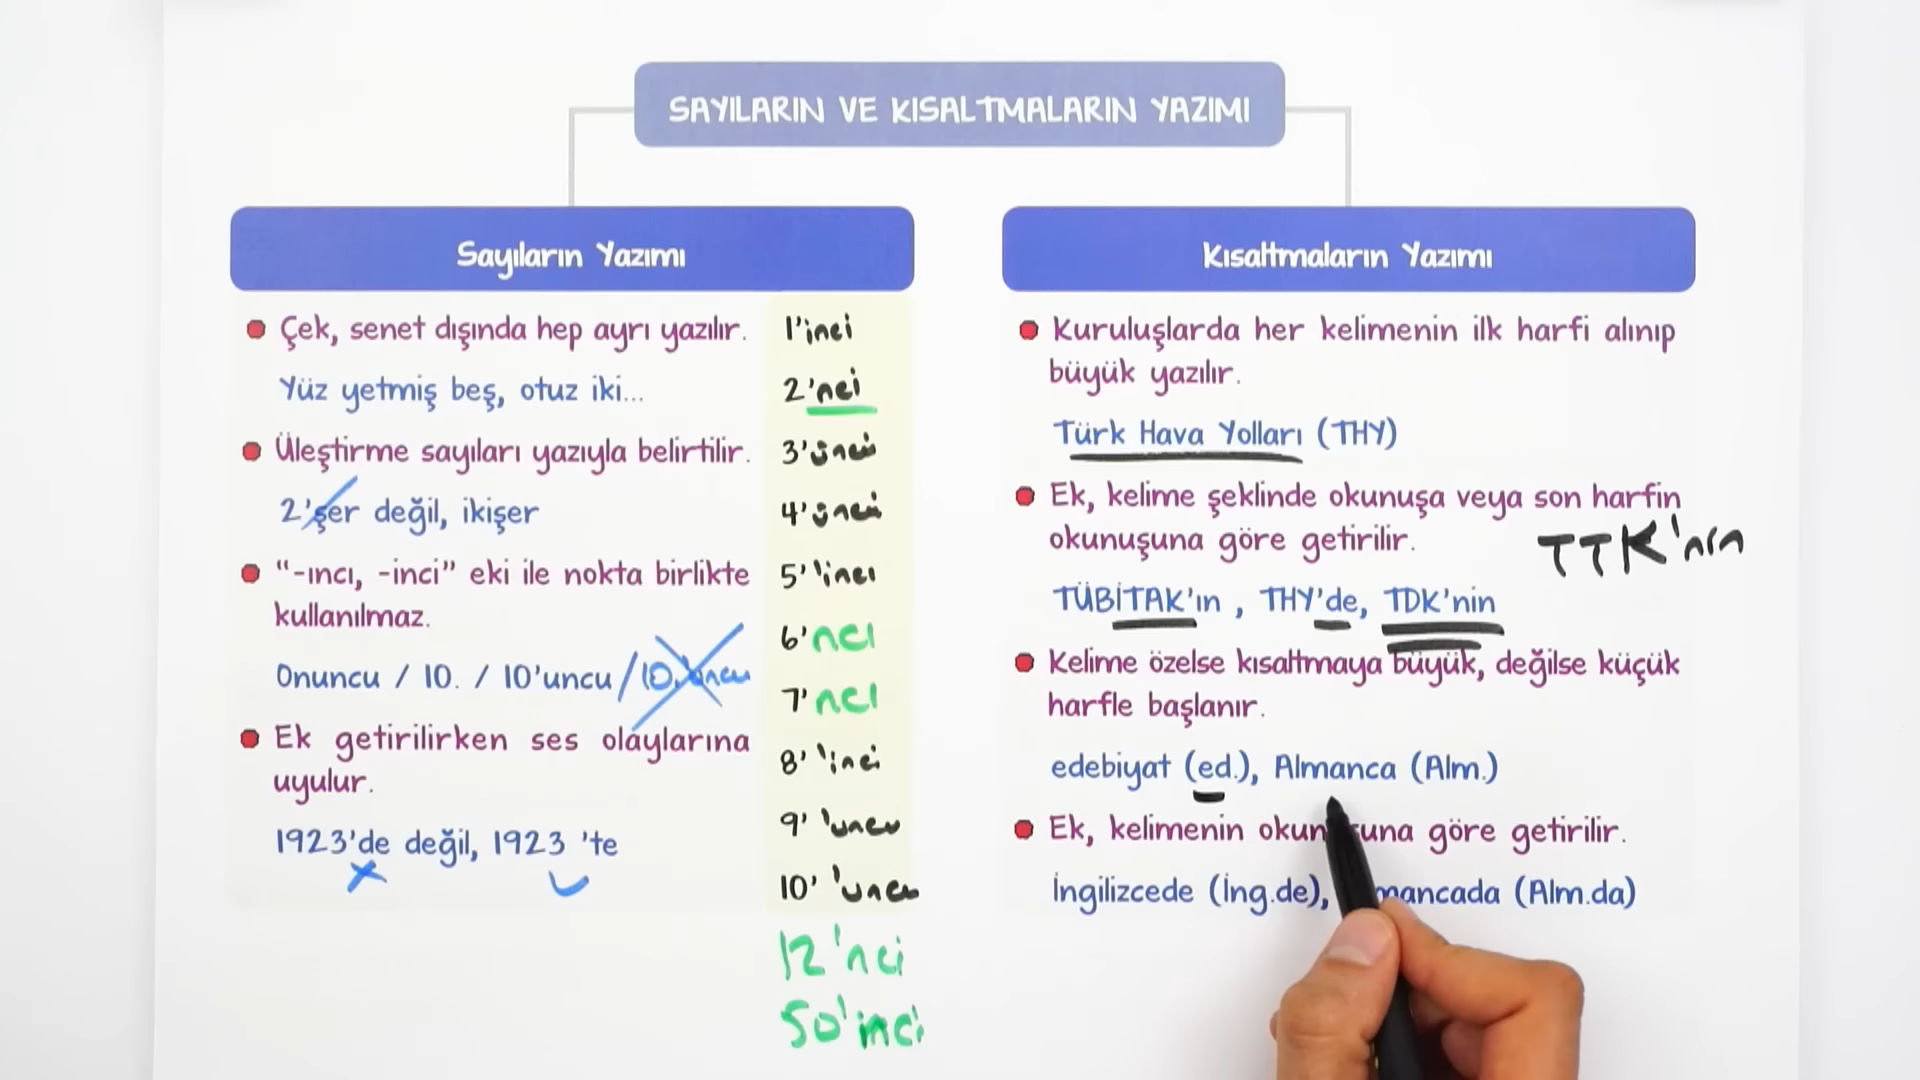 SAYILARIN VE KISALTMALARIN YAZIMI
Sayıların Yazımı
Çek, senet dışında hep ayrı yazılır.
Yüz yetmiş beş, otuz iki...
Üleştirme sayıları yazıyla belirtilir.
2'şer değil, ikişer
"-ıncı, -inci" eki ile nokta birlikte
kullanılmaz.
Onuncu / 10. / 10'uncu / 10.'uncu
Ek getirilirken ses olaylarına
uyulur.
1923'de değil, 1923 'te
1'inci
2'nci
3'üncü
4'üncü
5''inci
6'ncı
7'nci
8''inci
9' 'uncu
10' 'uncu
12'nci
50'inci
Kısaltmaların Yazımı
Kuruluşlarda her kelimenin ilk harfi alınıp
büyük yazılır.
Türk Hava Yolları (THY)
Ek, kelime şeklinde okunuşa veya son harfin
okunuşuna göre getirilir.
TTK'nın
TÜBİTAK'ın , THY'de, TDK'nin
Kelime özelse kısaltmaya büyük, değilse küçük
harfle başlanır.
edebiyat (ed.), Almanca (Alm.)
Ek, kelimenin okunuşuna göre getirilir.
İngilizcede (İng.de), mancada (Alm.da)